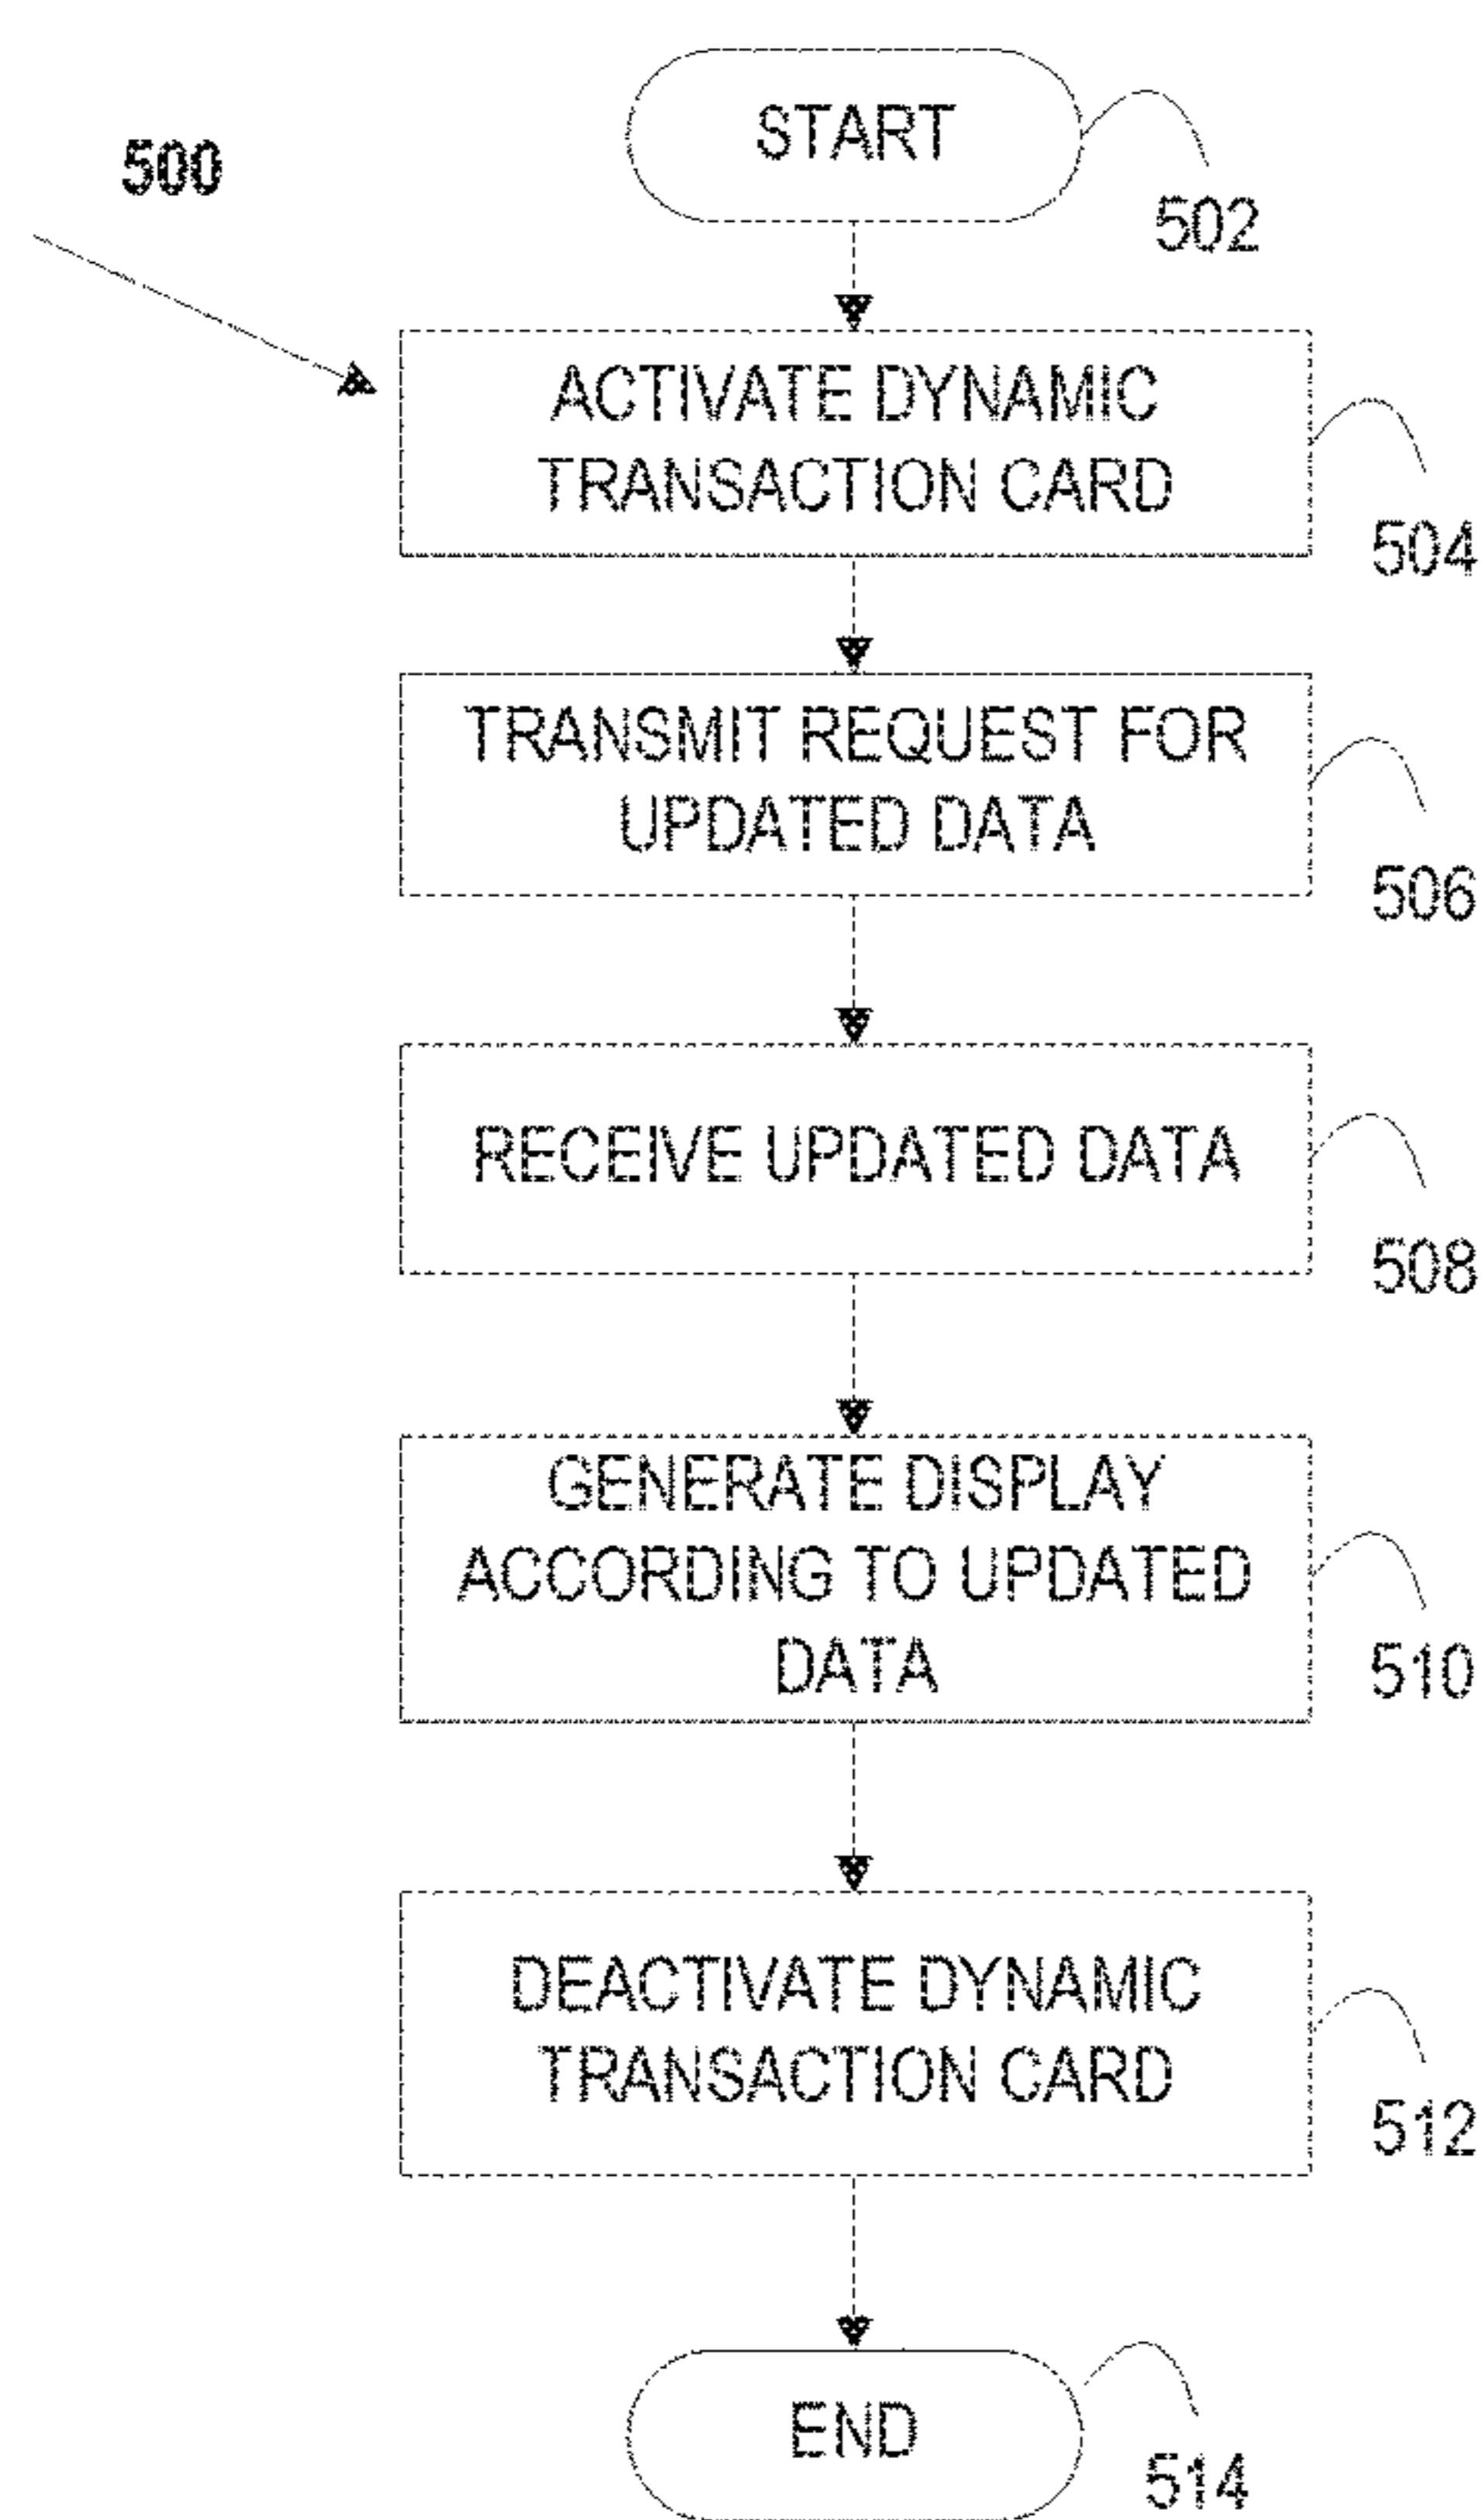 START
500
502
ACTIVATE DYNAMIC
TRANSACTION CARD
504
TRANSMIT REQUEST FOR
UPDATED DATA
506
RECEIVE UPDATED DATA
508
GENERATE DISPLAY
ACCORDING TO UPDATED
DATA
510
DEACTIVATE DYNAMIC
TRANSACTION CARD
512
END
514